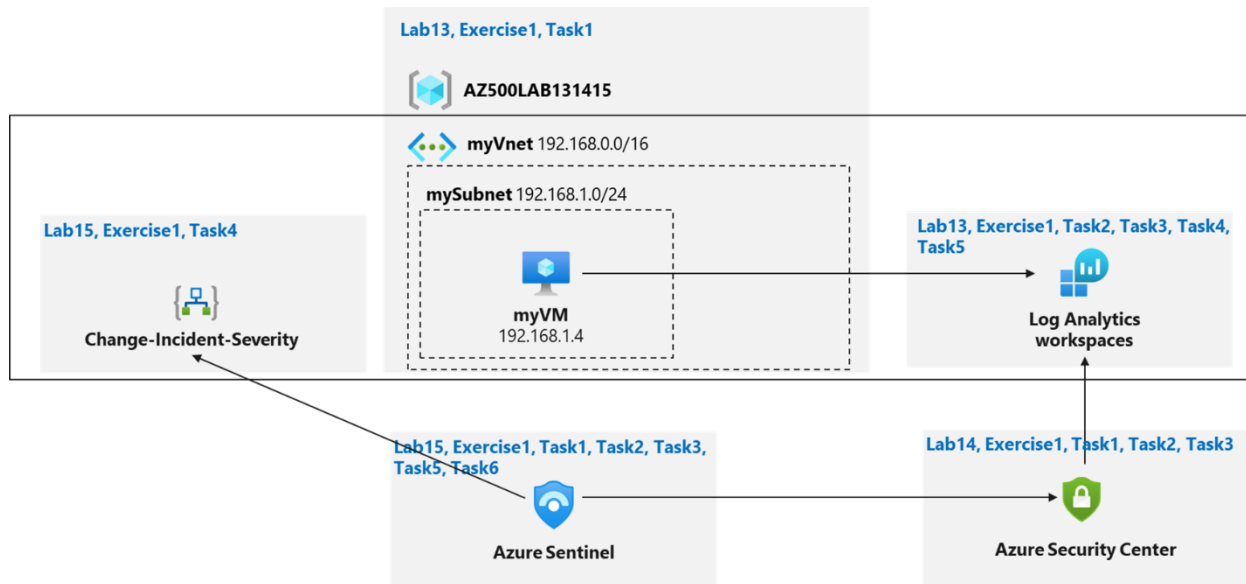 Lab13, Exercise1, Task1
AZ500LAB131415
myVnet 192.168.0.0/16
mySubnet 192.168.1.0/24
myVM
192.168.1.4
Lab15, Exercise1, Task4
Change-Incident-Severity
Lab13, Exercise1, Task2, Task3, Task4,
Task5
Log Analytics
workspaces
Lab15, Exercise1, Task1, Task2, Task3,
Task5, Task6
Azure Sentinel
Lab14, Exercise1, Task1, Task2, Task3
Azure Security Center